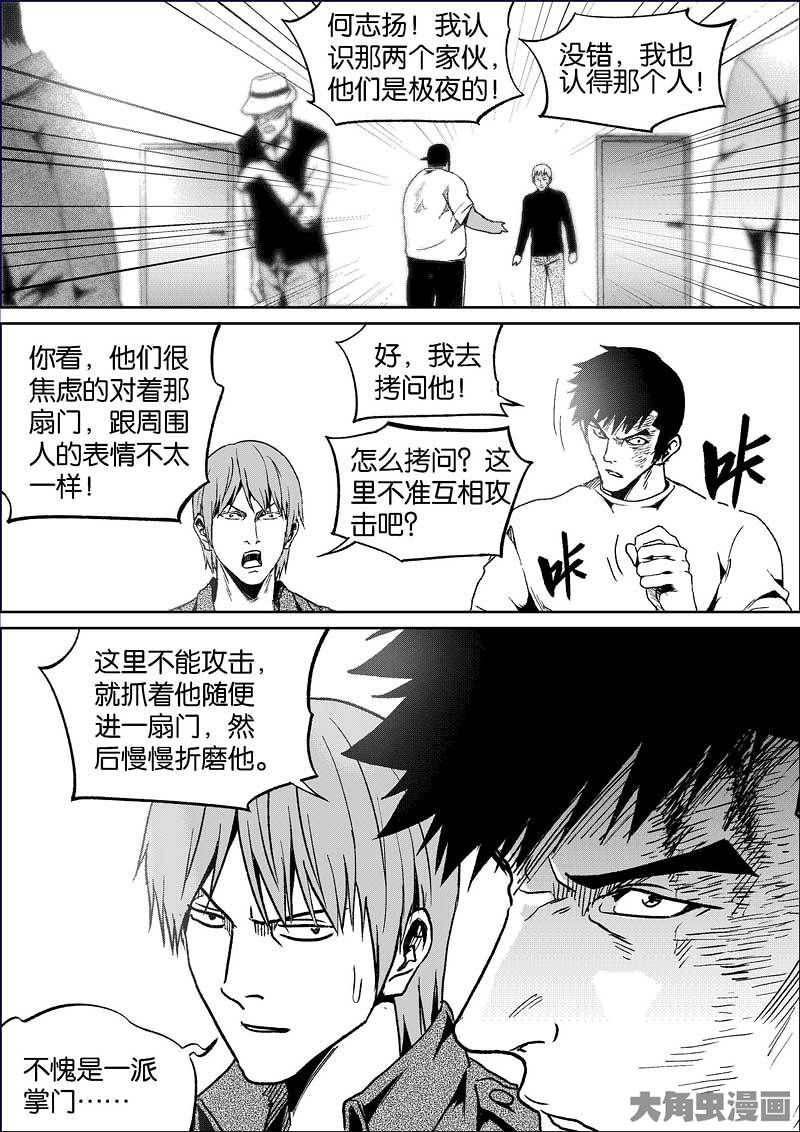 何志扬！我认
识那两个家伙，
他们是极夜的！
没错，我也
认得那个人！
你看，他们很
焦虑的对着那
扇门，跟周围
人的表情不太
一样！
好，我去
拷问他！
怎么拷问？这
里不准互相攻
击吧？
咔
咔
这里不能攻击，
就抓着他随便
进一扇门，然
后慢慢折磨他。
不愧是一派
掌门……
大角虫漫画